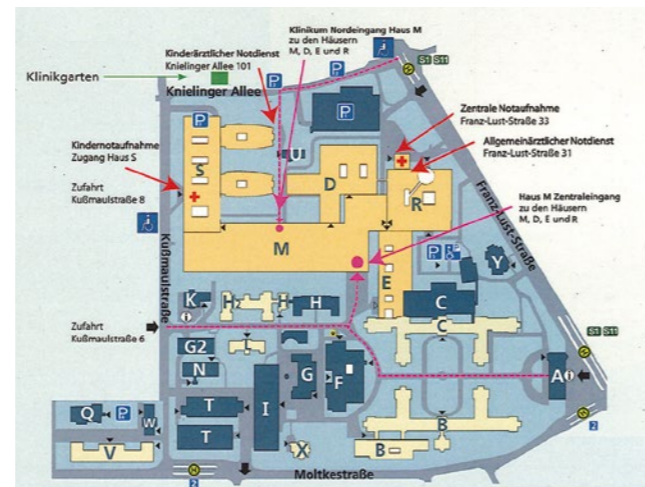 Klinikum Nordeingang Haus M
zu den Häusern
M, D, E und R
Kinderärztlicher Notdienst
Knielinger Allee 101
Klinikgarten
Knielinger Allee
P
P
P
P
S1 S11
Zentrale Notaufnahme
Franz-Lust-Straße 33
Allgemeinärztlicher Notdienst
Franz-Lust-Straße 31
Kindernotaufnahme
Zugang Haus S
Zufahrt
Kußmaulstraße 8
S
U
D
R
Haus M Zentraleingang
zu den Häusern
M, D, E und R
Franz-Lust-Straße
Kußmaulstraße
M
E
P
Y
K
H
H
H
C
C
Zufahrt
Kußmaulstraße 6
S1 S11
G2
N
G
F
A
T
I
T
Q
P
W
V
X
B
B
2
2
Moltkestraße